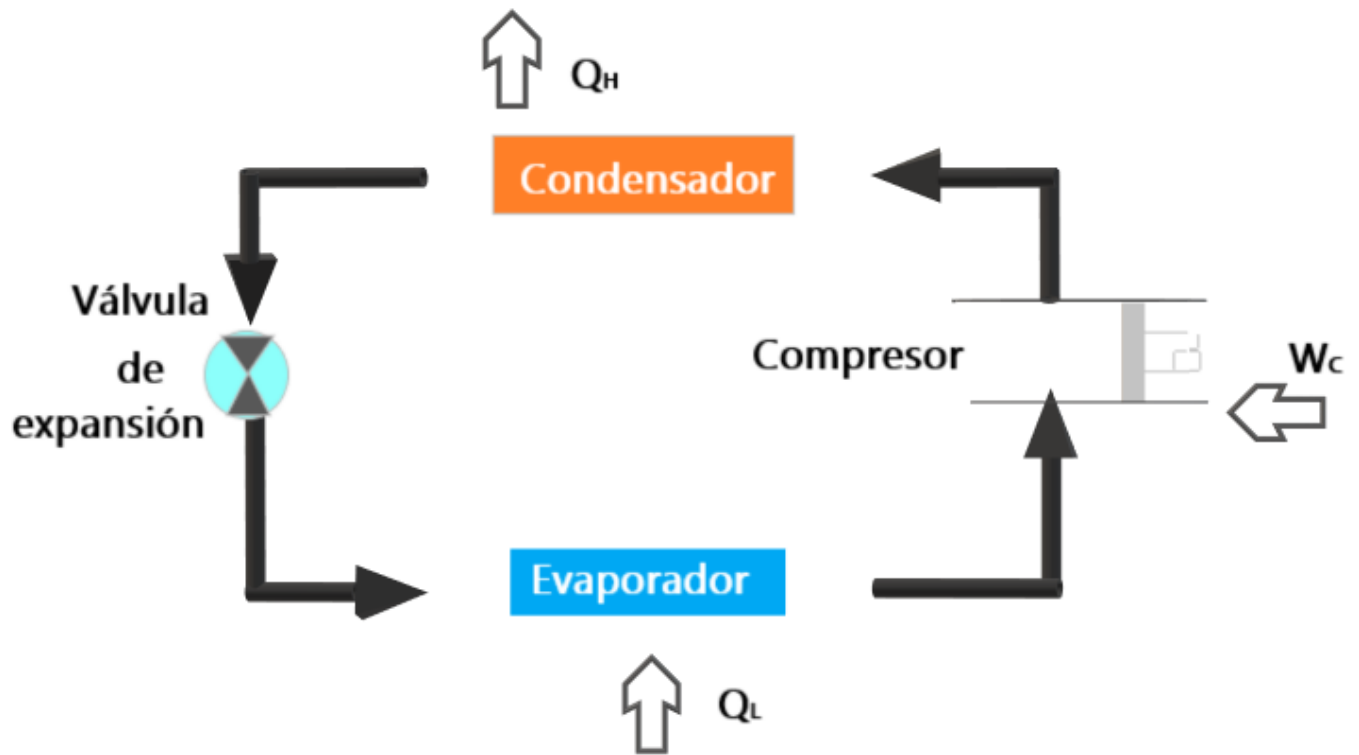 QH
Condensador
Válvula
de
expansión
Compresor
Wc
Evaporador
QL